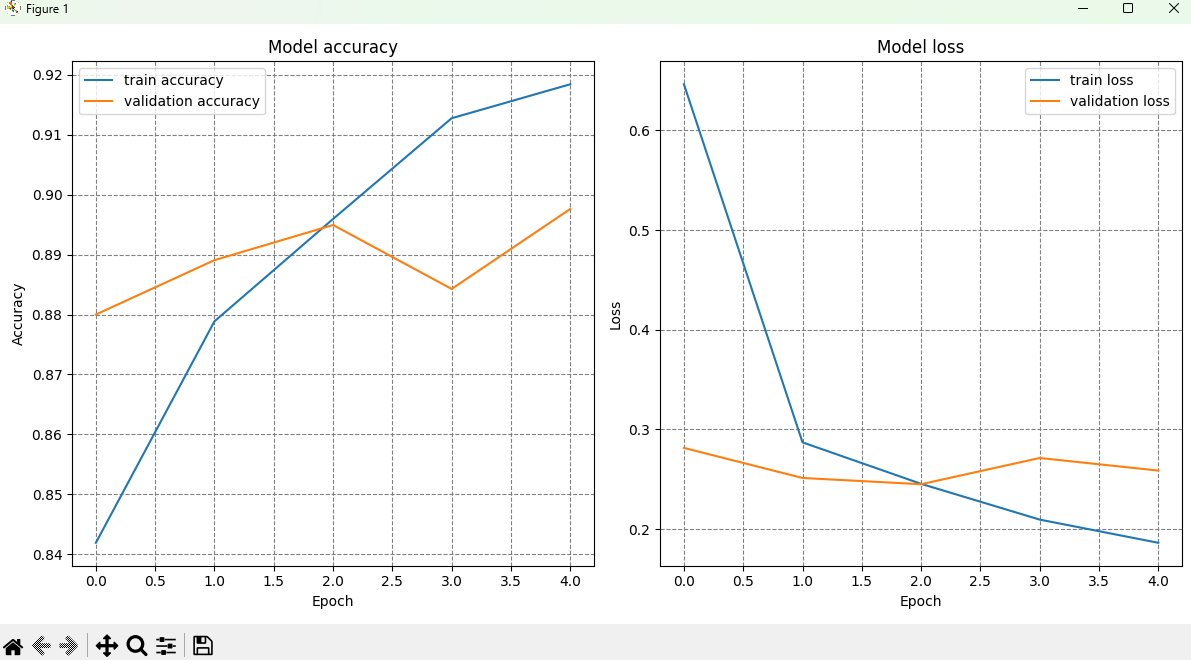 Figure 1
Model accuracy
train accuracy
validation accuracy
0.92
0.91
0.90
0.89
0.88
0.87
0.86
0.85
0.84
Accuracy
0.0 0.5 1.0 1.5 2.0 2.5 3.0 3.5 4.0
Epoch
Model loss
train loss
validation loss
0.6
0.5
0.4
0.3
0.2
Loss
0.0 0.5 1.0 1.5 2.0 2.5 3.0 3.5 4.0
Epoch